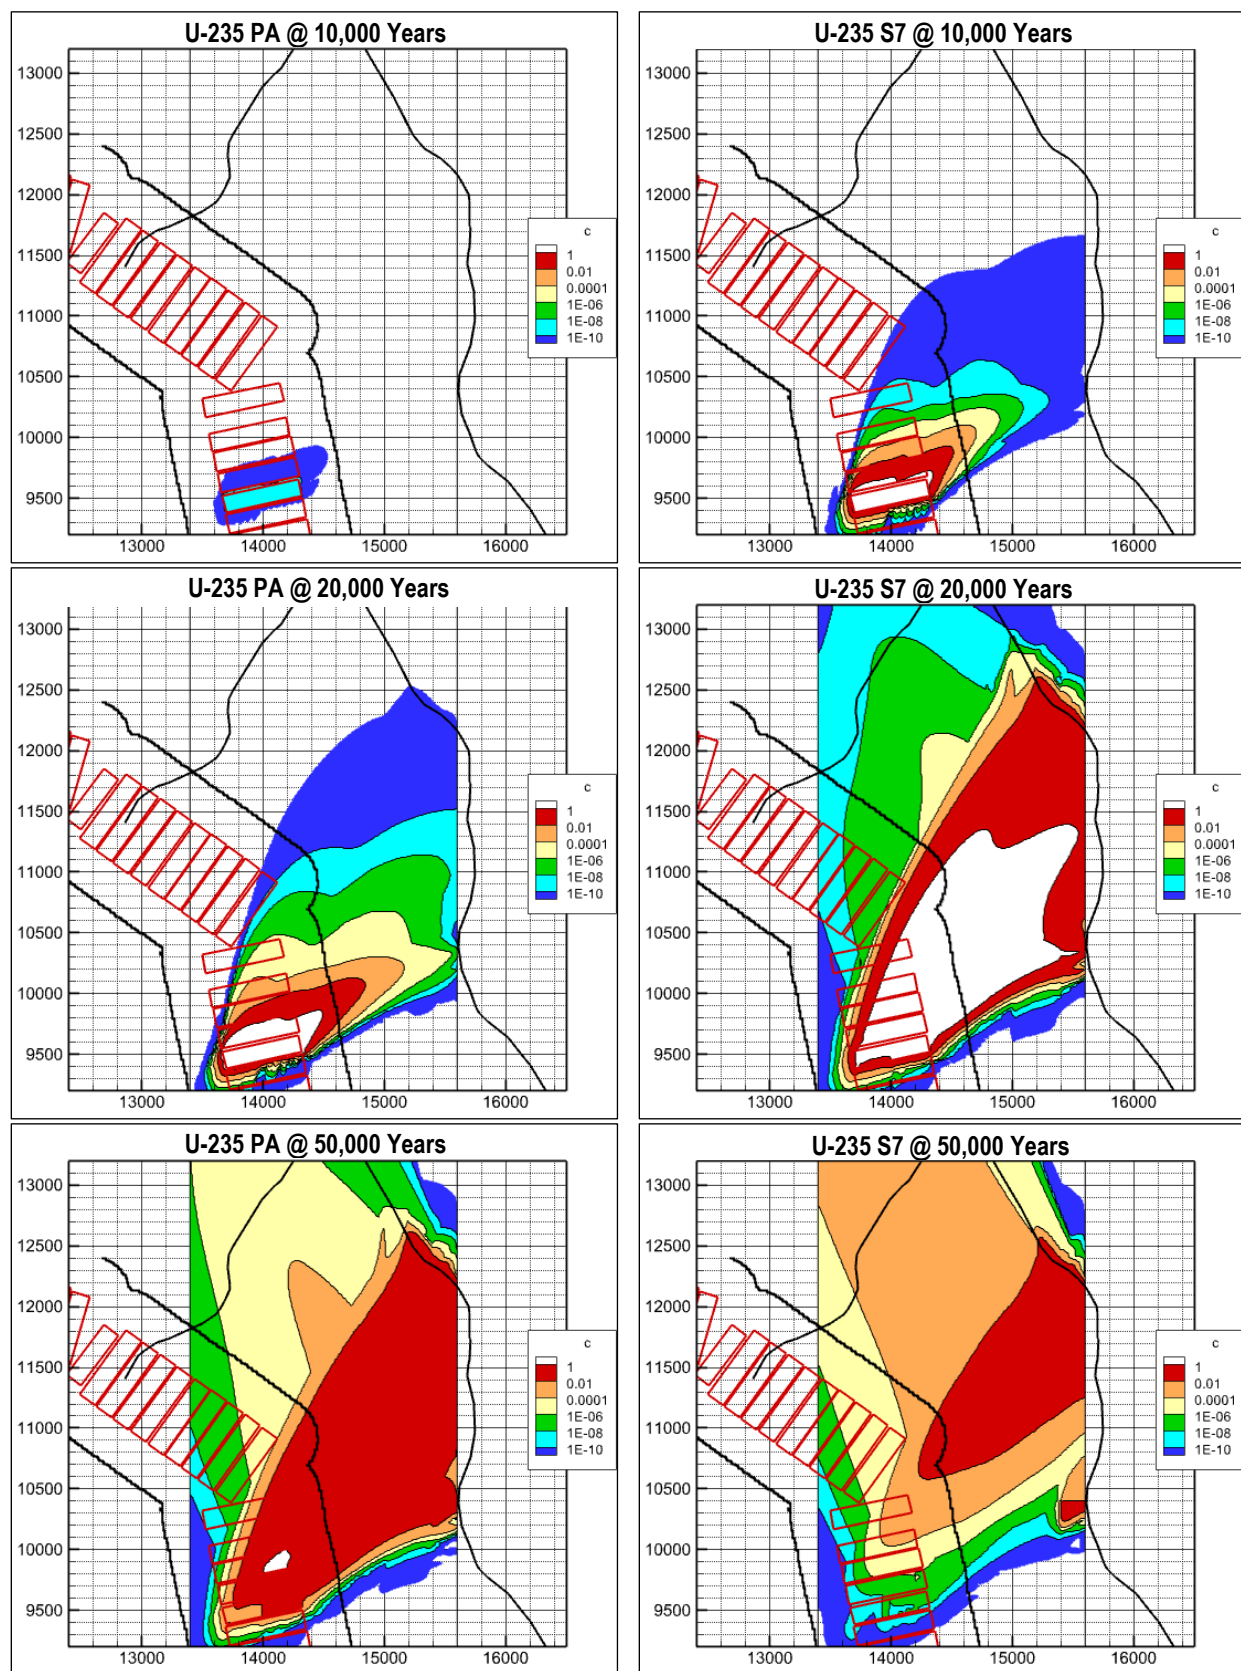 U-235 PA @ 10,000 Years
13000
12500
12000
11500
11000
10500
10000
9500
13000 14000 15000 16000
c
1
0.01
0.0001
1E-06
1E-08
1E-10
U-235 S7 @ 10,000 Years
13000
12500
12000
11500
11000
10500
10000
9500
13000 14000 15000 16000
c
1
0.01
0.0001
1E-06
1E-08
1E-10
U-235 PA @ 20,000 Years
13000
12500
12000
11500
11000
10500
10000
9500
13000 14000 15000 16000
c
1
0.01
0.0001
1E-06
1E-08
1E-10
U-235 S7 @ 20,000 Years
13000
12500
12000
11500
11000
10500
10000
9500
13000 14000 15000 16000
c
1
0.01
0.0001
1E-06
1E-08
1E-10
U-235 PA @ 50,000 Years
13000
12500
12000
11500
11000
10500
10000
9500
13000 14000 15000 16000
c
1
0.01
0.0001
1E-06
1E-08
1E-10
U-235 S7 @ 50,000 Years
13000
12500
12000
11500
11000
10500
10000
9500
13000 14000 15000 16000
c
1
0.01
0.0001
1E-06
1E-08
1E-10